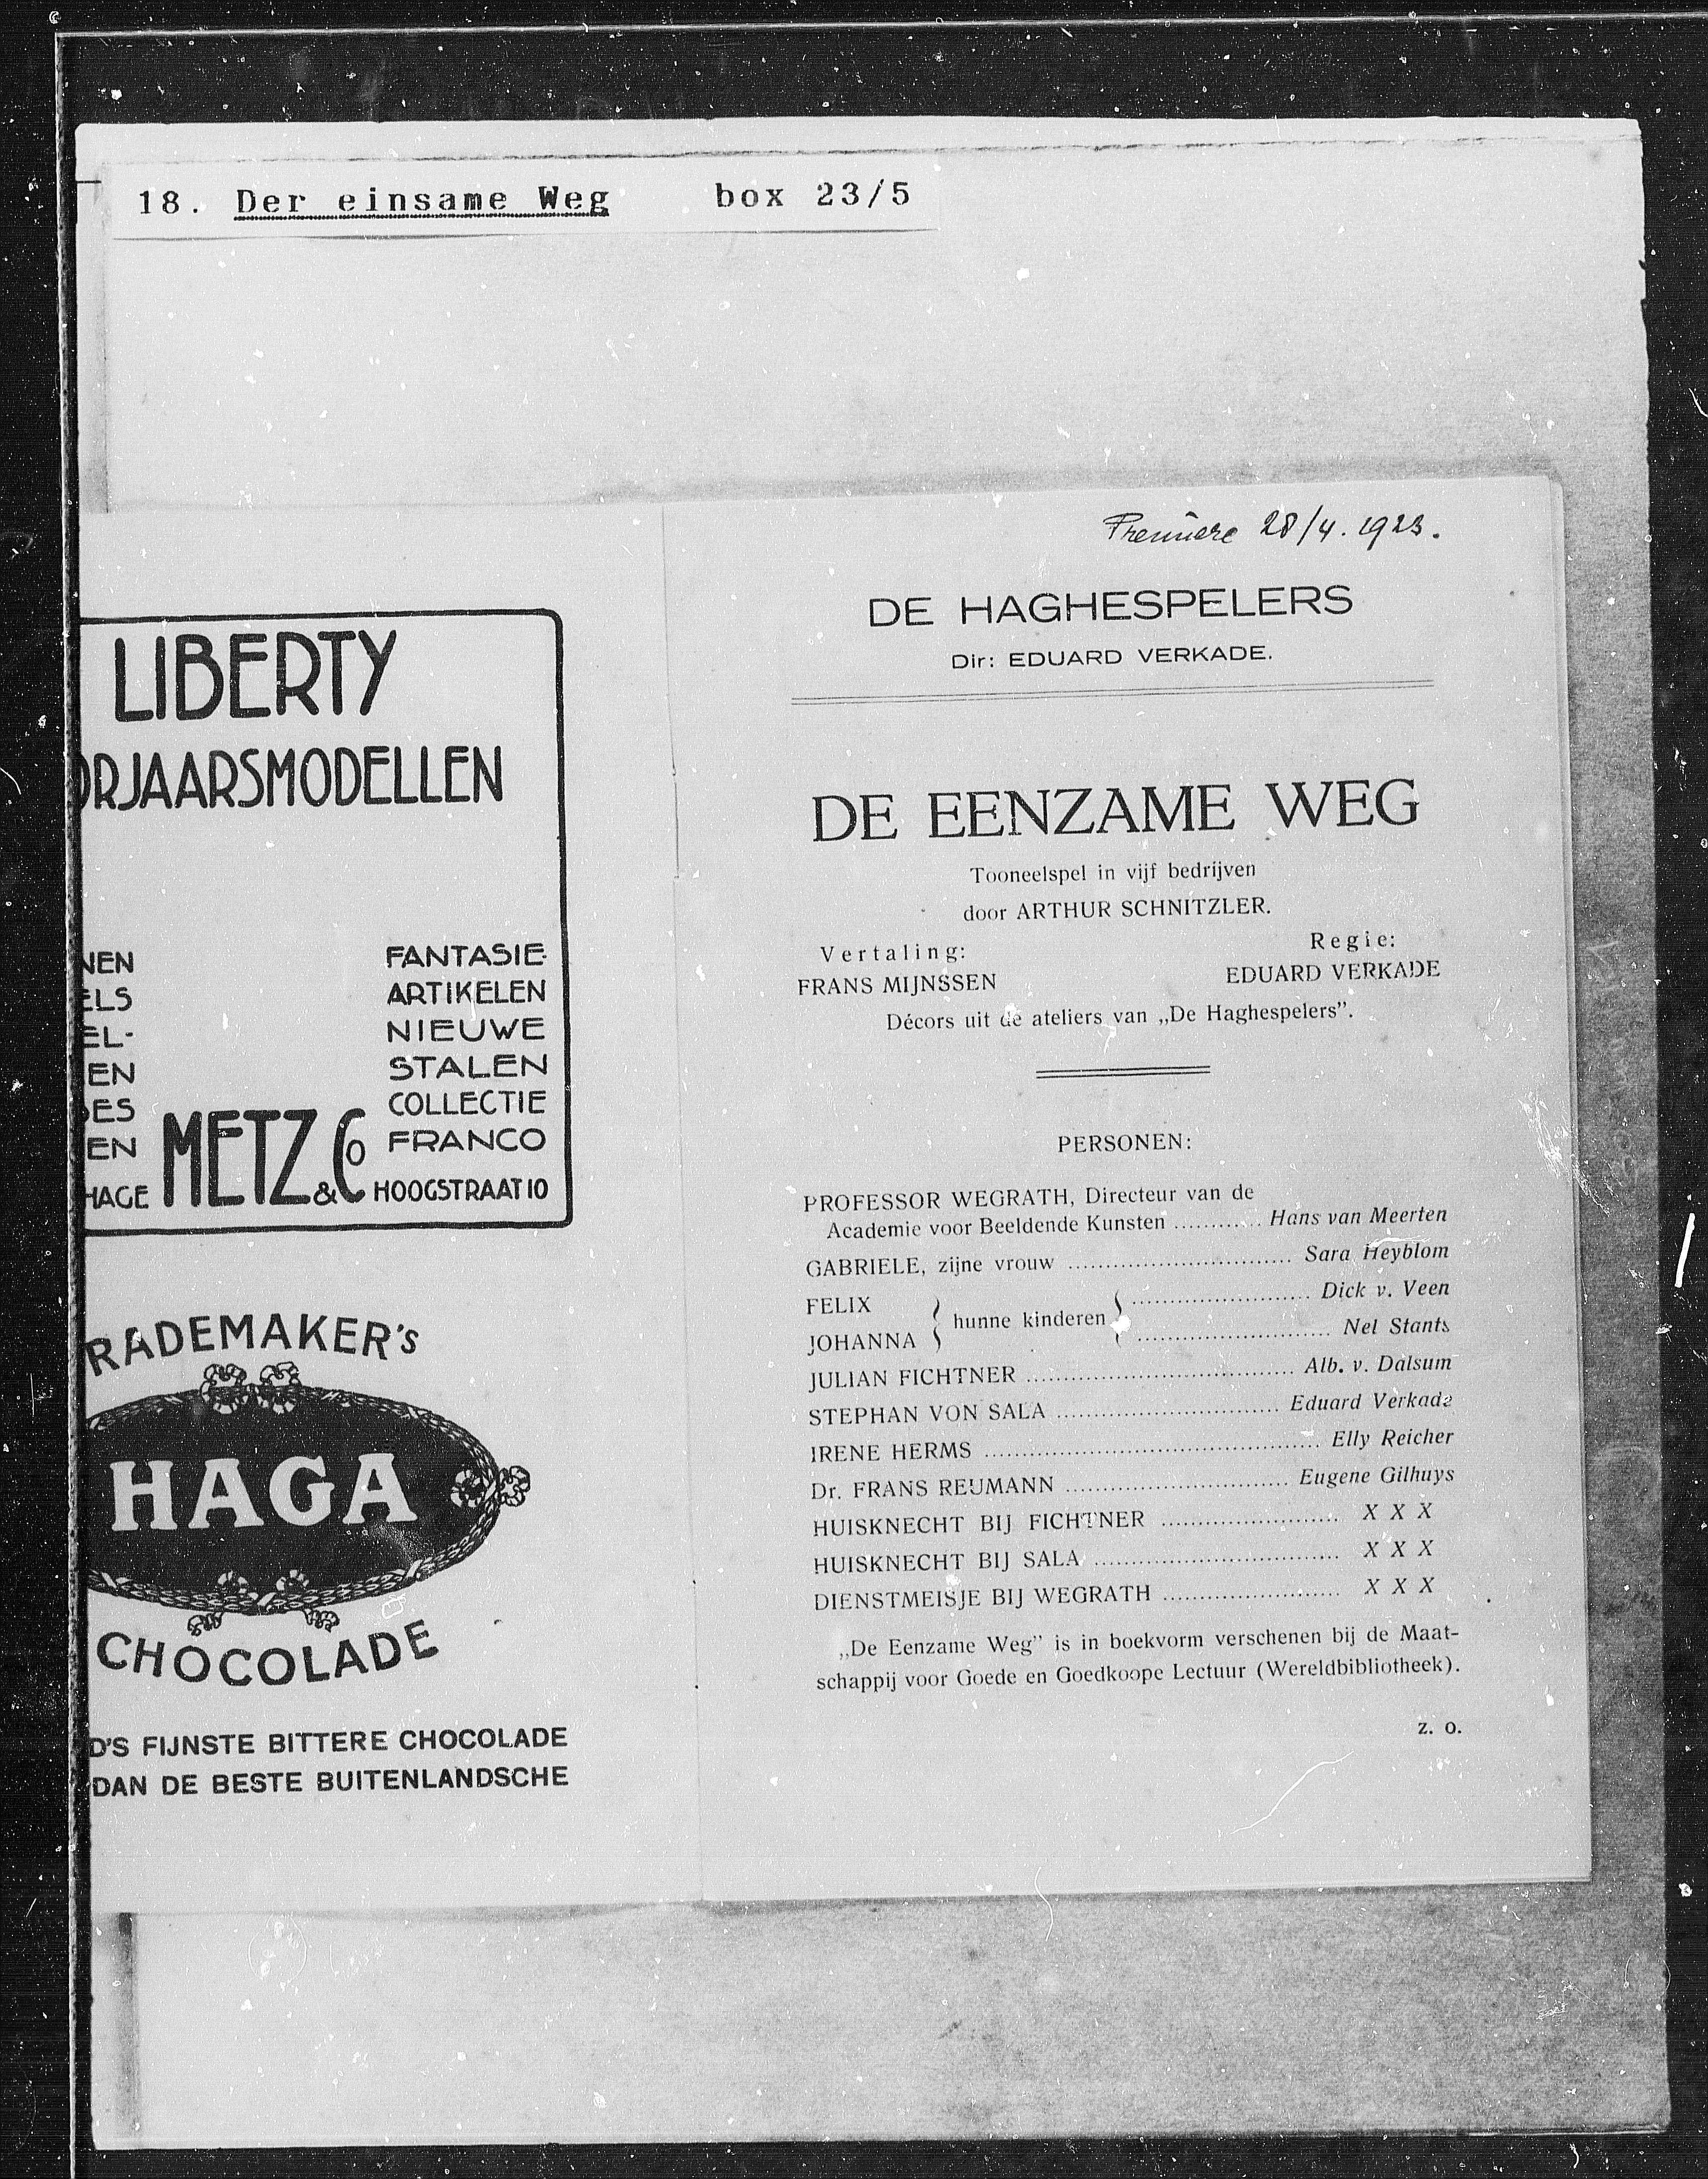 18. Der einsame Weg box 23/5
LIBERTY
ORJAARSMODELLEN
NEN
ELS
EL-
EN
DES
EN
HAGE
METZ & Co
FANTASIE-
ARTIKELEN
NIEUWE
STALEN
COLLECTIE
FRANCO
HOOGSTRAAT 10
RADEMAKER'S
HAGA
CHOCOLADE
D'S FIJNSTE BITTERE CHOCOLADE
DAN DE BESTE BUITENLANDSCHE
Première 28/4. 1923.
DE HAGHESPELERS
Dir: EDUARD VERKADE.
DE EENZAME WEG
Tooneelspel in vijf bedrijven
door ARTHUR SCHNITZLER.
Vertaling:
FRANS MIJNSSEN
Regie:
EDUARD VERKADE
Décors uit de ateliers van „De Haghespelers”.
PERSONEN:
PROFESSOR WEGRATH, Directeur van de
Academie voor Beeldende Kunsten ............ Hans van Meerten
GABRIELE, zijne vrouw .............................. Sara Heyblom
FELIX } hunne kinderen { ........................ Dick v. Veen
JOHANNA } { .......................... Nel Stants
JULIAN FICHTNER .................................... Alb. v. Dalsum
STEPHAN VON SALA .............................. Eduard Verkade
IRENE HERMS ............................................. Elly Reicher
Dr. FRANS REUMANN .............................. Eugene Gilhuys
HUISKNECHT BIJ FICHTNER ........................ X X X
HUISKNECHT BIJ SALA ................................. X X X
DIENSTMEISJE BIJ WEGRATH ........................ X X X
„De Eenzame Weg” is in boekvorm verschenen bij de Maat-
schappij voor Goede en Goedkoope Lectuur (Wereldbibliotheek).
z. o.